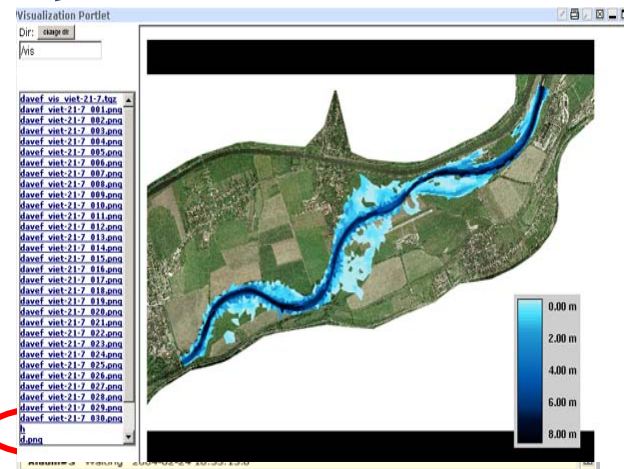 Visualization Portlet
Dir: change dir
/vis
davef_vis_viet-21-7.tgz
davef_viet-21-7_001.png
davef_viet-21-7_002.png
davef_viet-21-7_003.png
davef_viet-21-7_004.png
davef_viet-21-7_005.png
davef_viet-21-7_006.png
davef_viet-21-7_007.png
davef_viet-21-7_008.png
davef_viet-21-7_009.png
davef_viet-21-7_010.png
davef_viet-21-7_011.png
davef_viet-21-7_012.png
davef_viet-21-7_013.png
davef_viet-21-7_014.png
davef_viet-21-7_015.png
davef_viet-21-7_016.png
davef_viet-21-7_017.png
davef_viet-21-7_018.png
davef_viet-21-7_019.png
davef_viet-21-7_020.png
davef_viet-21-7_021.png
davef_viet-21-7_022.png
davef_viet-21-7_023.png
davef_viet-21-7_024.png
davef_viet-21-7_025.png
davef_viet-21-7_026.png
davef_viet-21-7_027.png
davef_viet-21-7_028.png
davef_viet-21-7_029.png
davef_viet-21-7_030.png
h
d.png
0.00 m
2.00 m
4.00 m
6.00 m
8.00 m